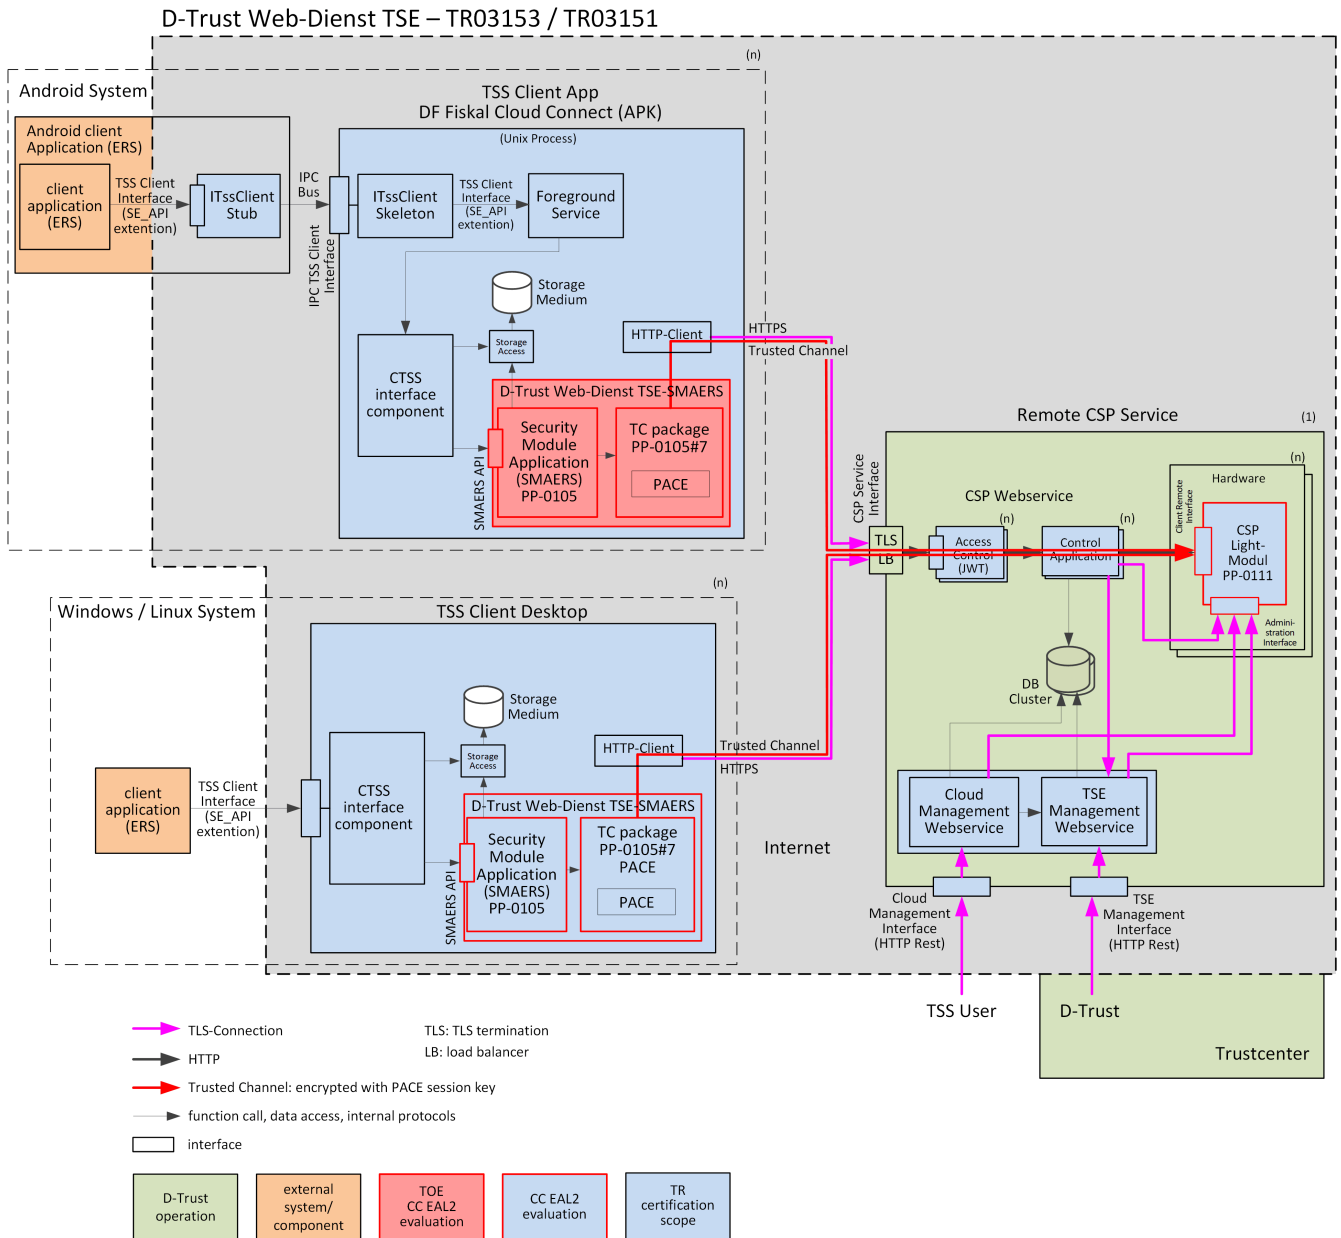 D-Trust Web-Dienst TSE – TR03153 / TR03151
(n)
Android System
TSS Client App
DF Fiskal Cloud Connect (APK)
Android client
Application (ERS)
(Unix Process)
client
application
(ERS)
TSS Client
Interface
(SE_API
extention)
ITssClient
Stub
IPC
Bus
ITssClient
Skeleton
TSS Client
Interface
(SE_API
extention)
Foreground
Service
IPC TSS Client
Interface
Storage
Medium
HTTP-Client
HTTPS
Trusted Channel
Storage
Access
CTSS
interface
component
D-Trust Web-Dienst TSE-SMAERS
Security
Module
Application
(SMAERS)
PP-0105
TC package
PP-0105#7
PACE
SMAERS API
Remote CSP Service
(1)
CSP Service
Interface
CSP Webservice
(n)
Hardware
Client Remote
Interface
(n)
(n)
TLS
LB
Access
Control
(JWT)
Control
Application
CSP
Light-
Modul
PP-0111
Admini-
stration
Interface
DB
Cluster
(n)
Windows / Linux System
TSS Client Desktop
Storage
Medium
HTTP-Client
Trusted Channel
HTTPS
Storage
Access
client
application
(ERS)
TSS Client
Interface
(SE_API
extention)
CTSS
interface
component
D-Trust Web-Dienst TSE-SMAERS
Security
Module
Application
(SMAERS)
PP-0105
TC package
PP-0105#7
PACE
PACE
SMAERS API
Internet
Cloud
Management
Webservice
TSE
Management
Webservice
Cloud
Management
Interface
(HTTP Rest)
TSE
Management
Interface
(HTTP Rest)
TSS User
D-Trust
Trustcenter
TLS-Connection
TLS: TLS termination
HTTP
LB: load balancer
Trusted Channel: encrypted with PACE session key
function call, data access, internal protocols
interface
D-Trust
operation
external
system/
component
TOE
CC EAL2
evaluation
CC EAL2
evaluation
TR
certification
scope